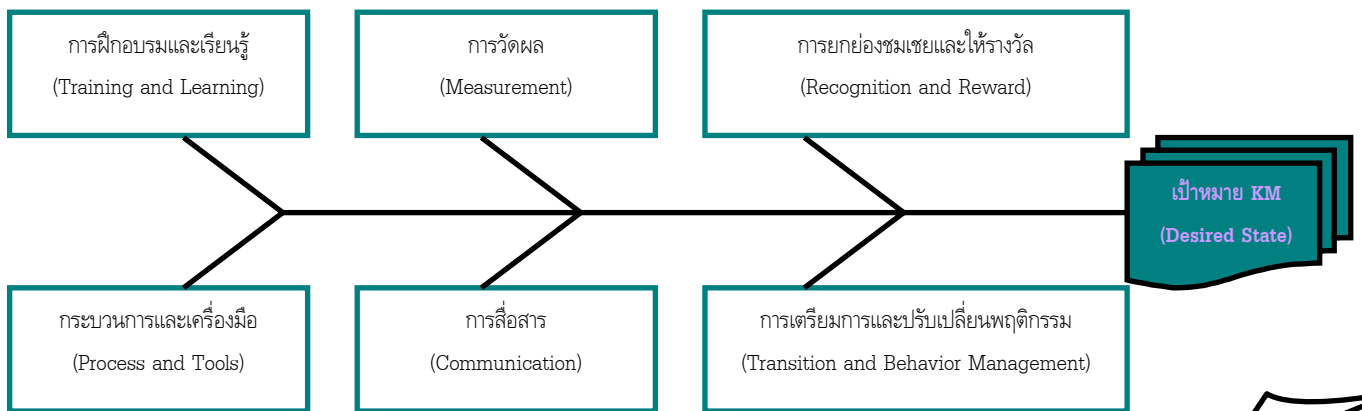 การฝึกอบรมและเรียนรู้
(Training and Learning)
การวัดผล
(Measurement)
การยกย่องชมเชยและให้รางวัล
(Recognition and Reward)
เป้าหมาย KM
(Desired State)
กระบวนการและเครื่องมือ
(Process and Tools)
การสื่อสาร
(Communication)
การเตรียมการและปรับเปลี่ยนพฤติกรรม
(Transition and Behavior Management)